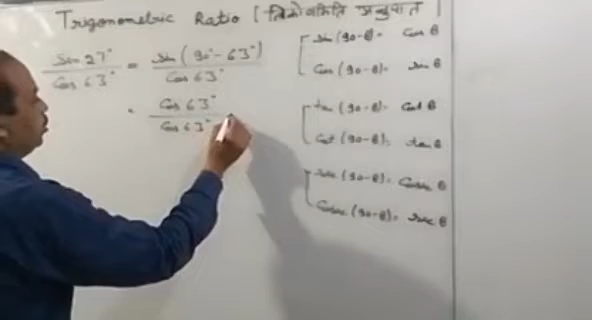 Trigonometric Ratio [त्रिकोणमिति अनुपात]
Sin 27° / Cos 63° = Sin (90° - 63°) / Cos 63°
= Cos 63° / Cos 63°
Sin (90-θ) = Cos θ
Cos (90-θ) = Sin θ
tan (90-θ) = Cot θ
Cot (90-θ) = tan θ
Sec (90-θ) = Cosec θ
Cosec (90-θ) = Sec θ